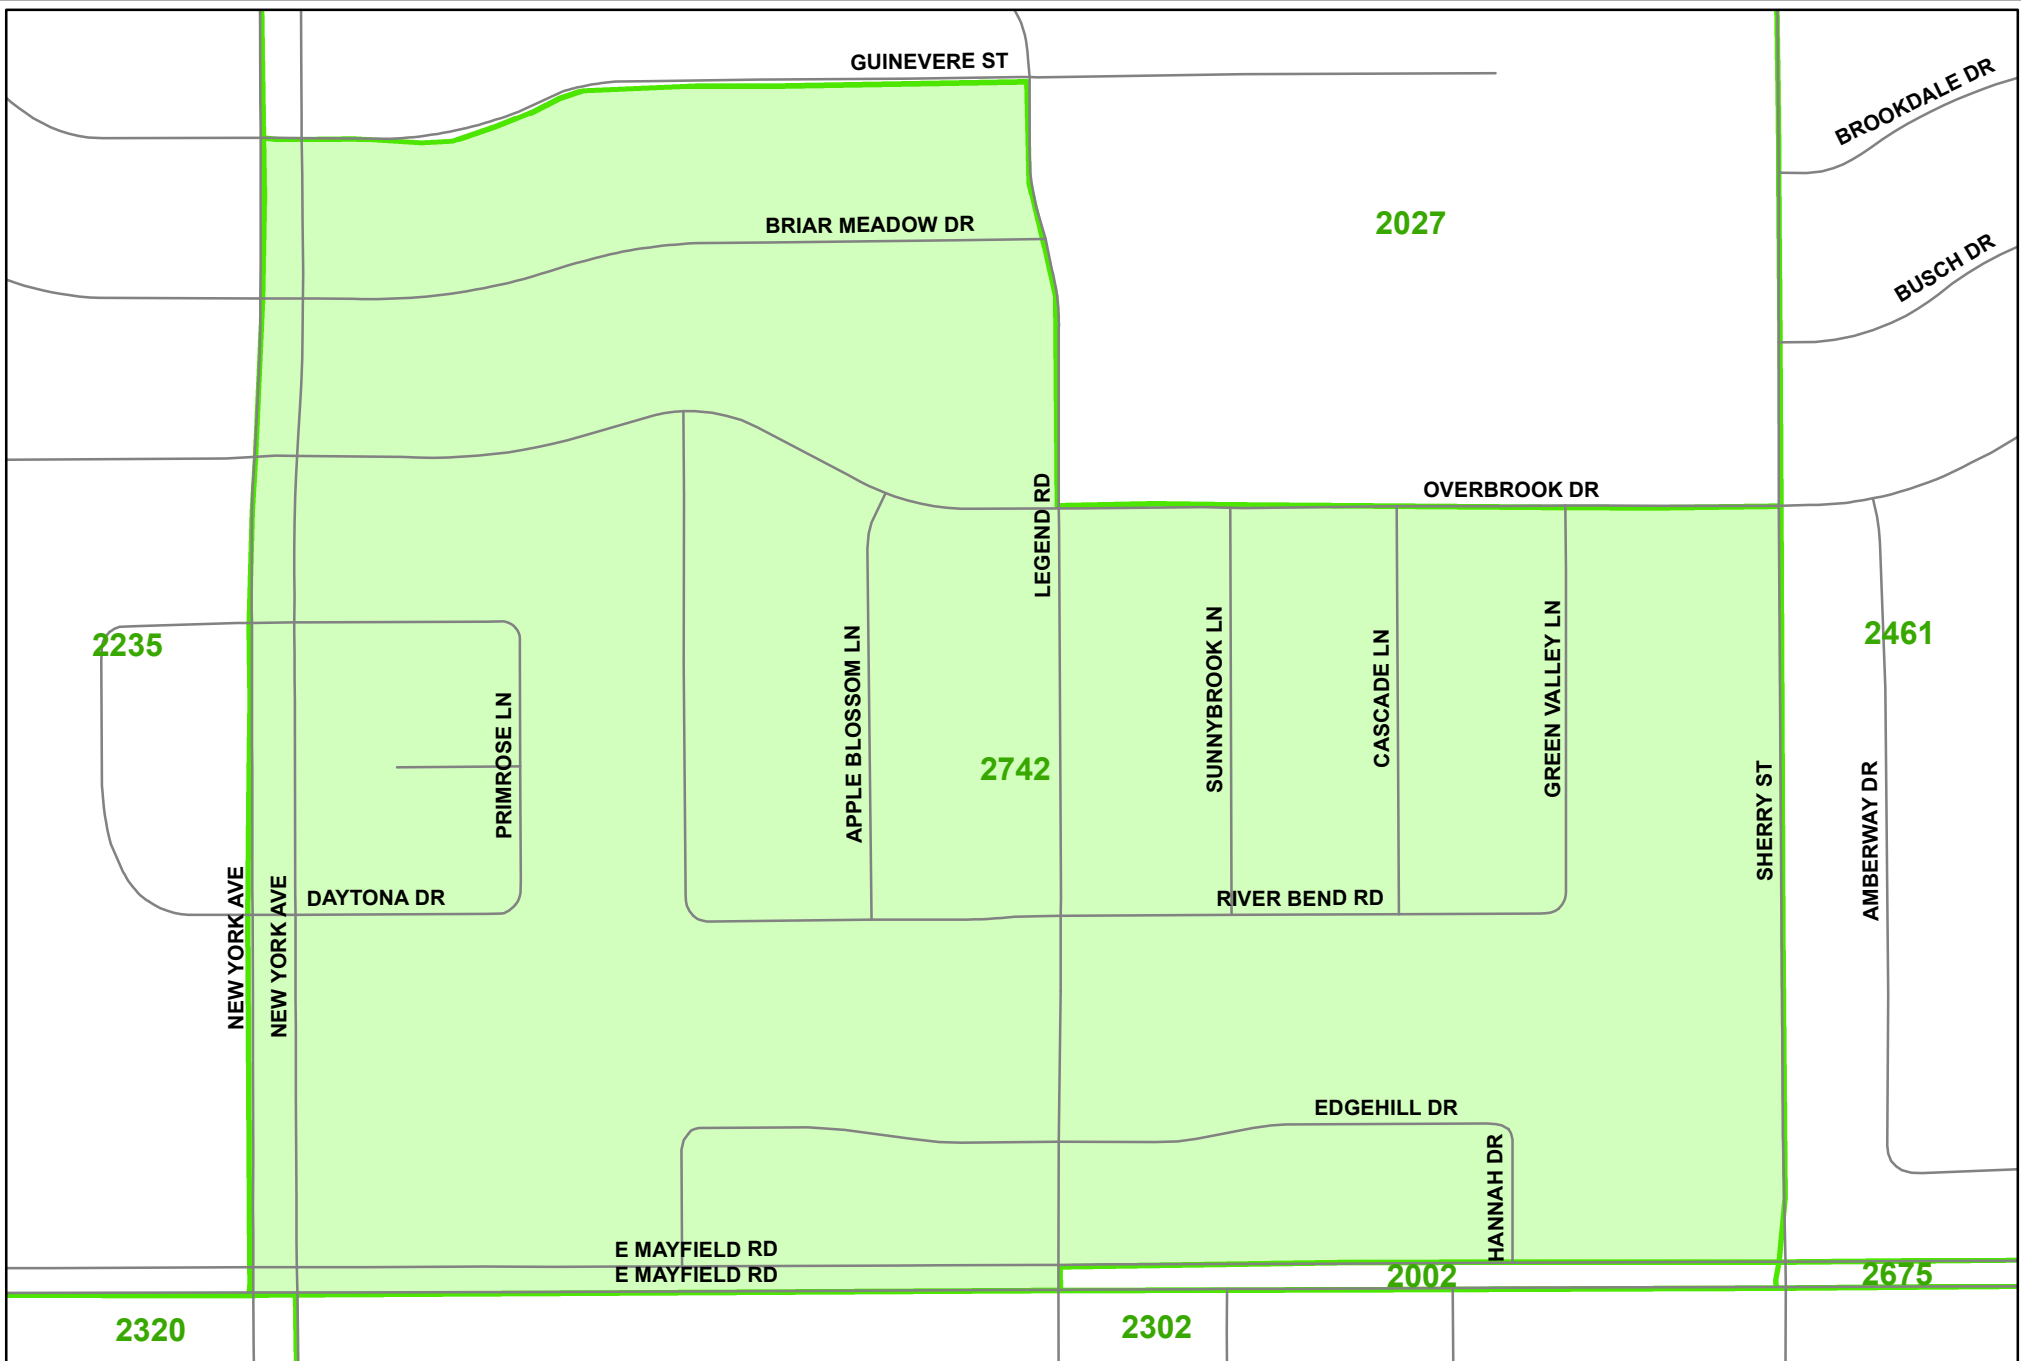 GUINEVERE ST
BROOKDALE DR
BRIAR MEADOW DR
2027
BUSCH DR
OVERBROOK DR
LEGEND RD
2235
2461
PRIMROSE LN
APPLE BLOSSOM LN
2742
SUNNYBROOK LN
CASCADE LN
GREEN VALLEY LN
SHERRY ST
AMBERWAY DR
NEW YORK AVE
NEW YORK AVE
DAYTONA DR
RIVER BEND RD
EDGEHILL DR
HANNAH DR
E MAYFIELD RD
E MAYFIELD RD
2002
2675
2320
2302